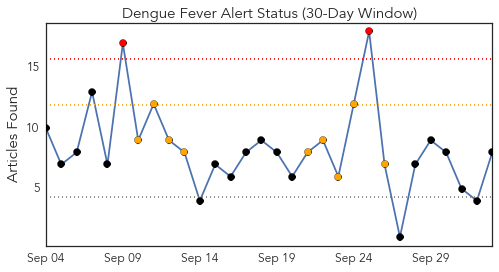 Dengue Fever Alert Status (30-Day Window)
Articles Found
15
10
5
Sep 04
Sep 09
Sep 14
Sep 19
Sep 24
Sep 29